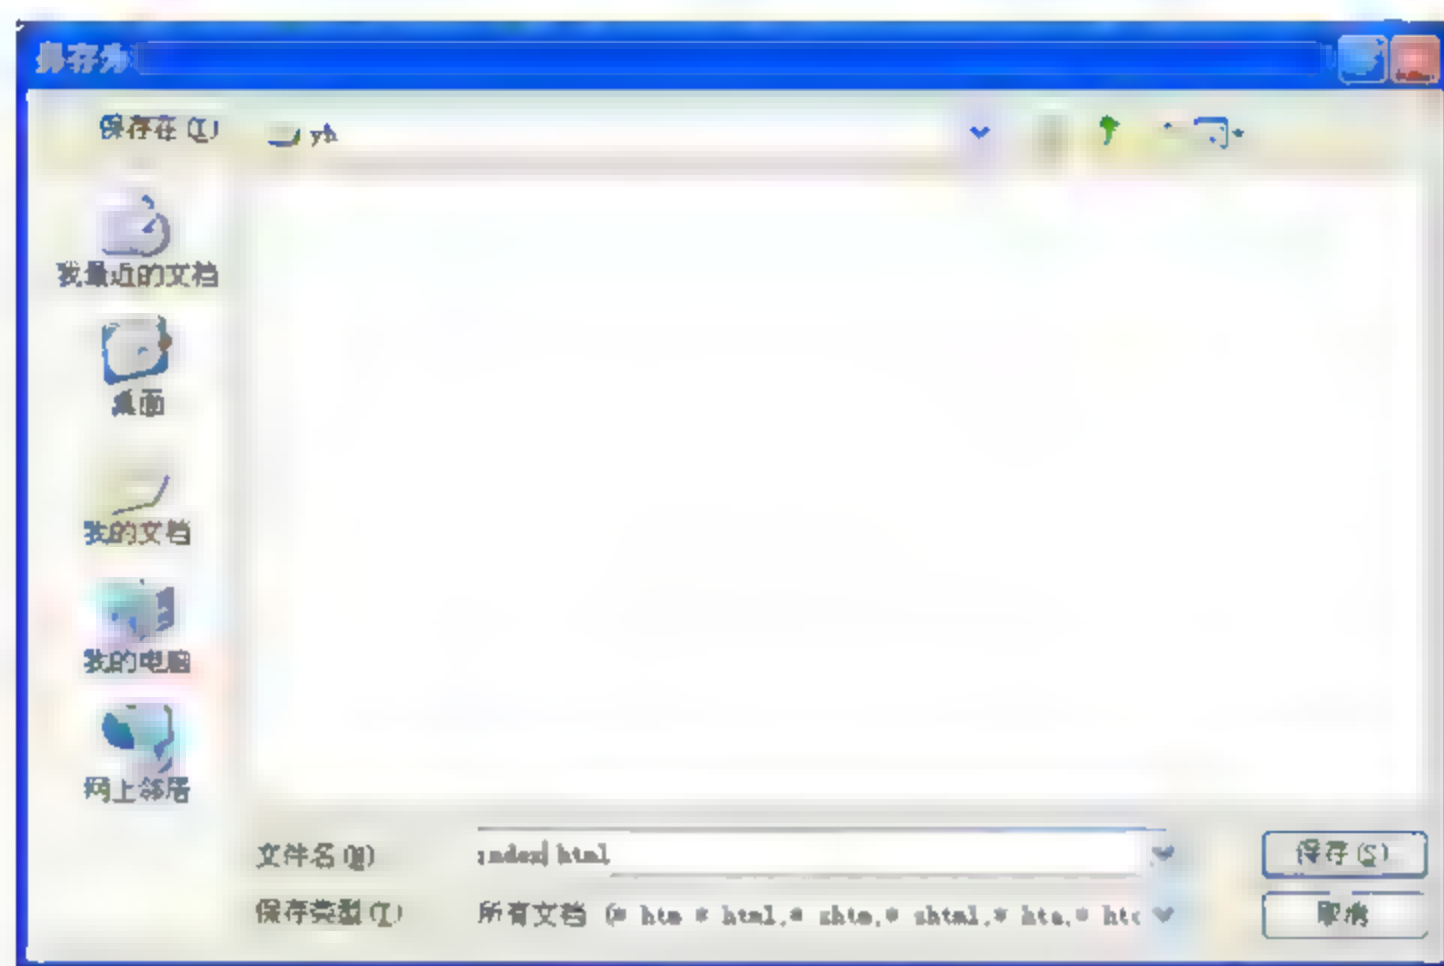 另存为
保存在(I) yh
我最近的文档
桌面
我的文档
我的电脑
网上邻居
文件名(N) index html
保存(S)
保存类型(T) 所有文档 (* htm * html,* shtm,* shtml,* hta,* htc
取消